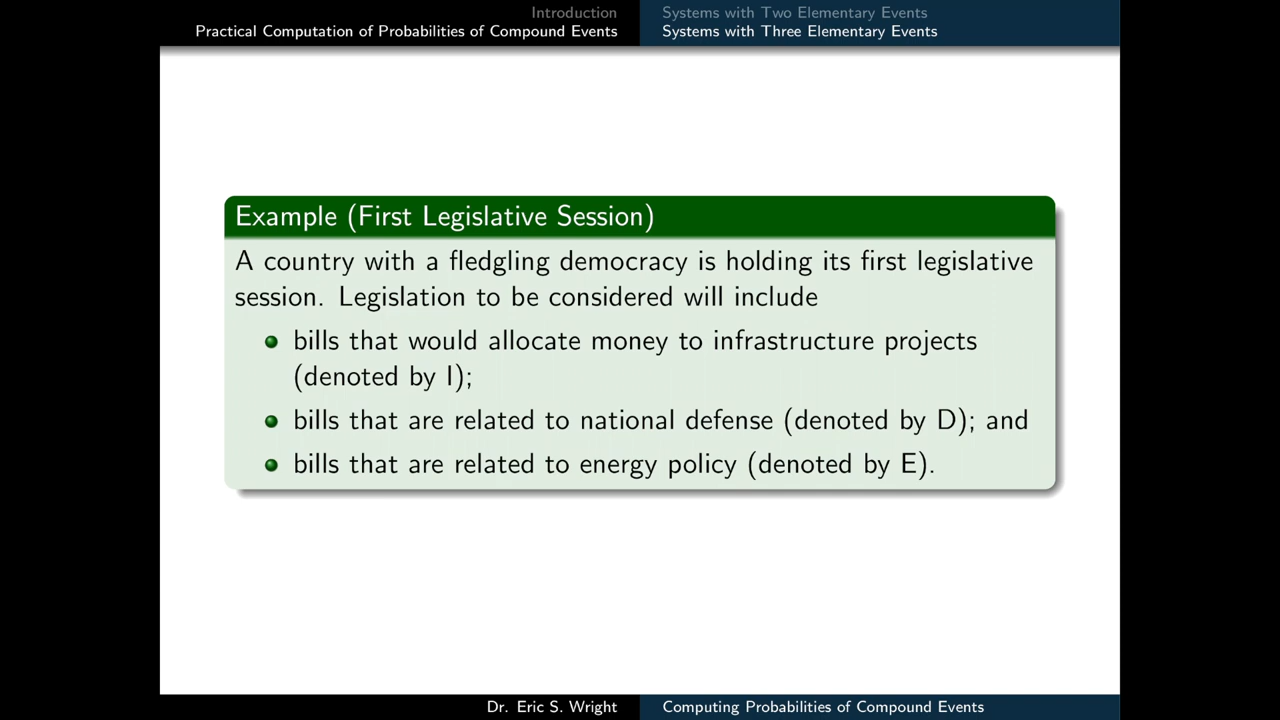 Introduction
Practical Computation of Probabilities of Compound Events
Systems with Two Elementary Events
Systems with Three Elementary Events
Example (First Legislative Session)
A country with a fledgling democracy is holding its first legislative
session. Legislation to be considered will include
bills that would allocate money to infrastructure projects
(denoted by I);
bills that are related to national defense (denoted by D); and
bills that are related to energy policy (denoted by E).
Dr. Eric S. Wright
Computing Probabilities of Compound Events